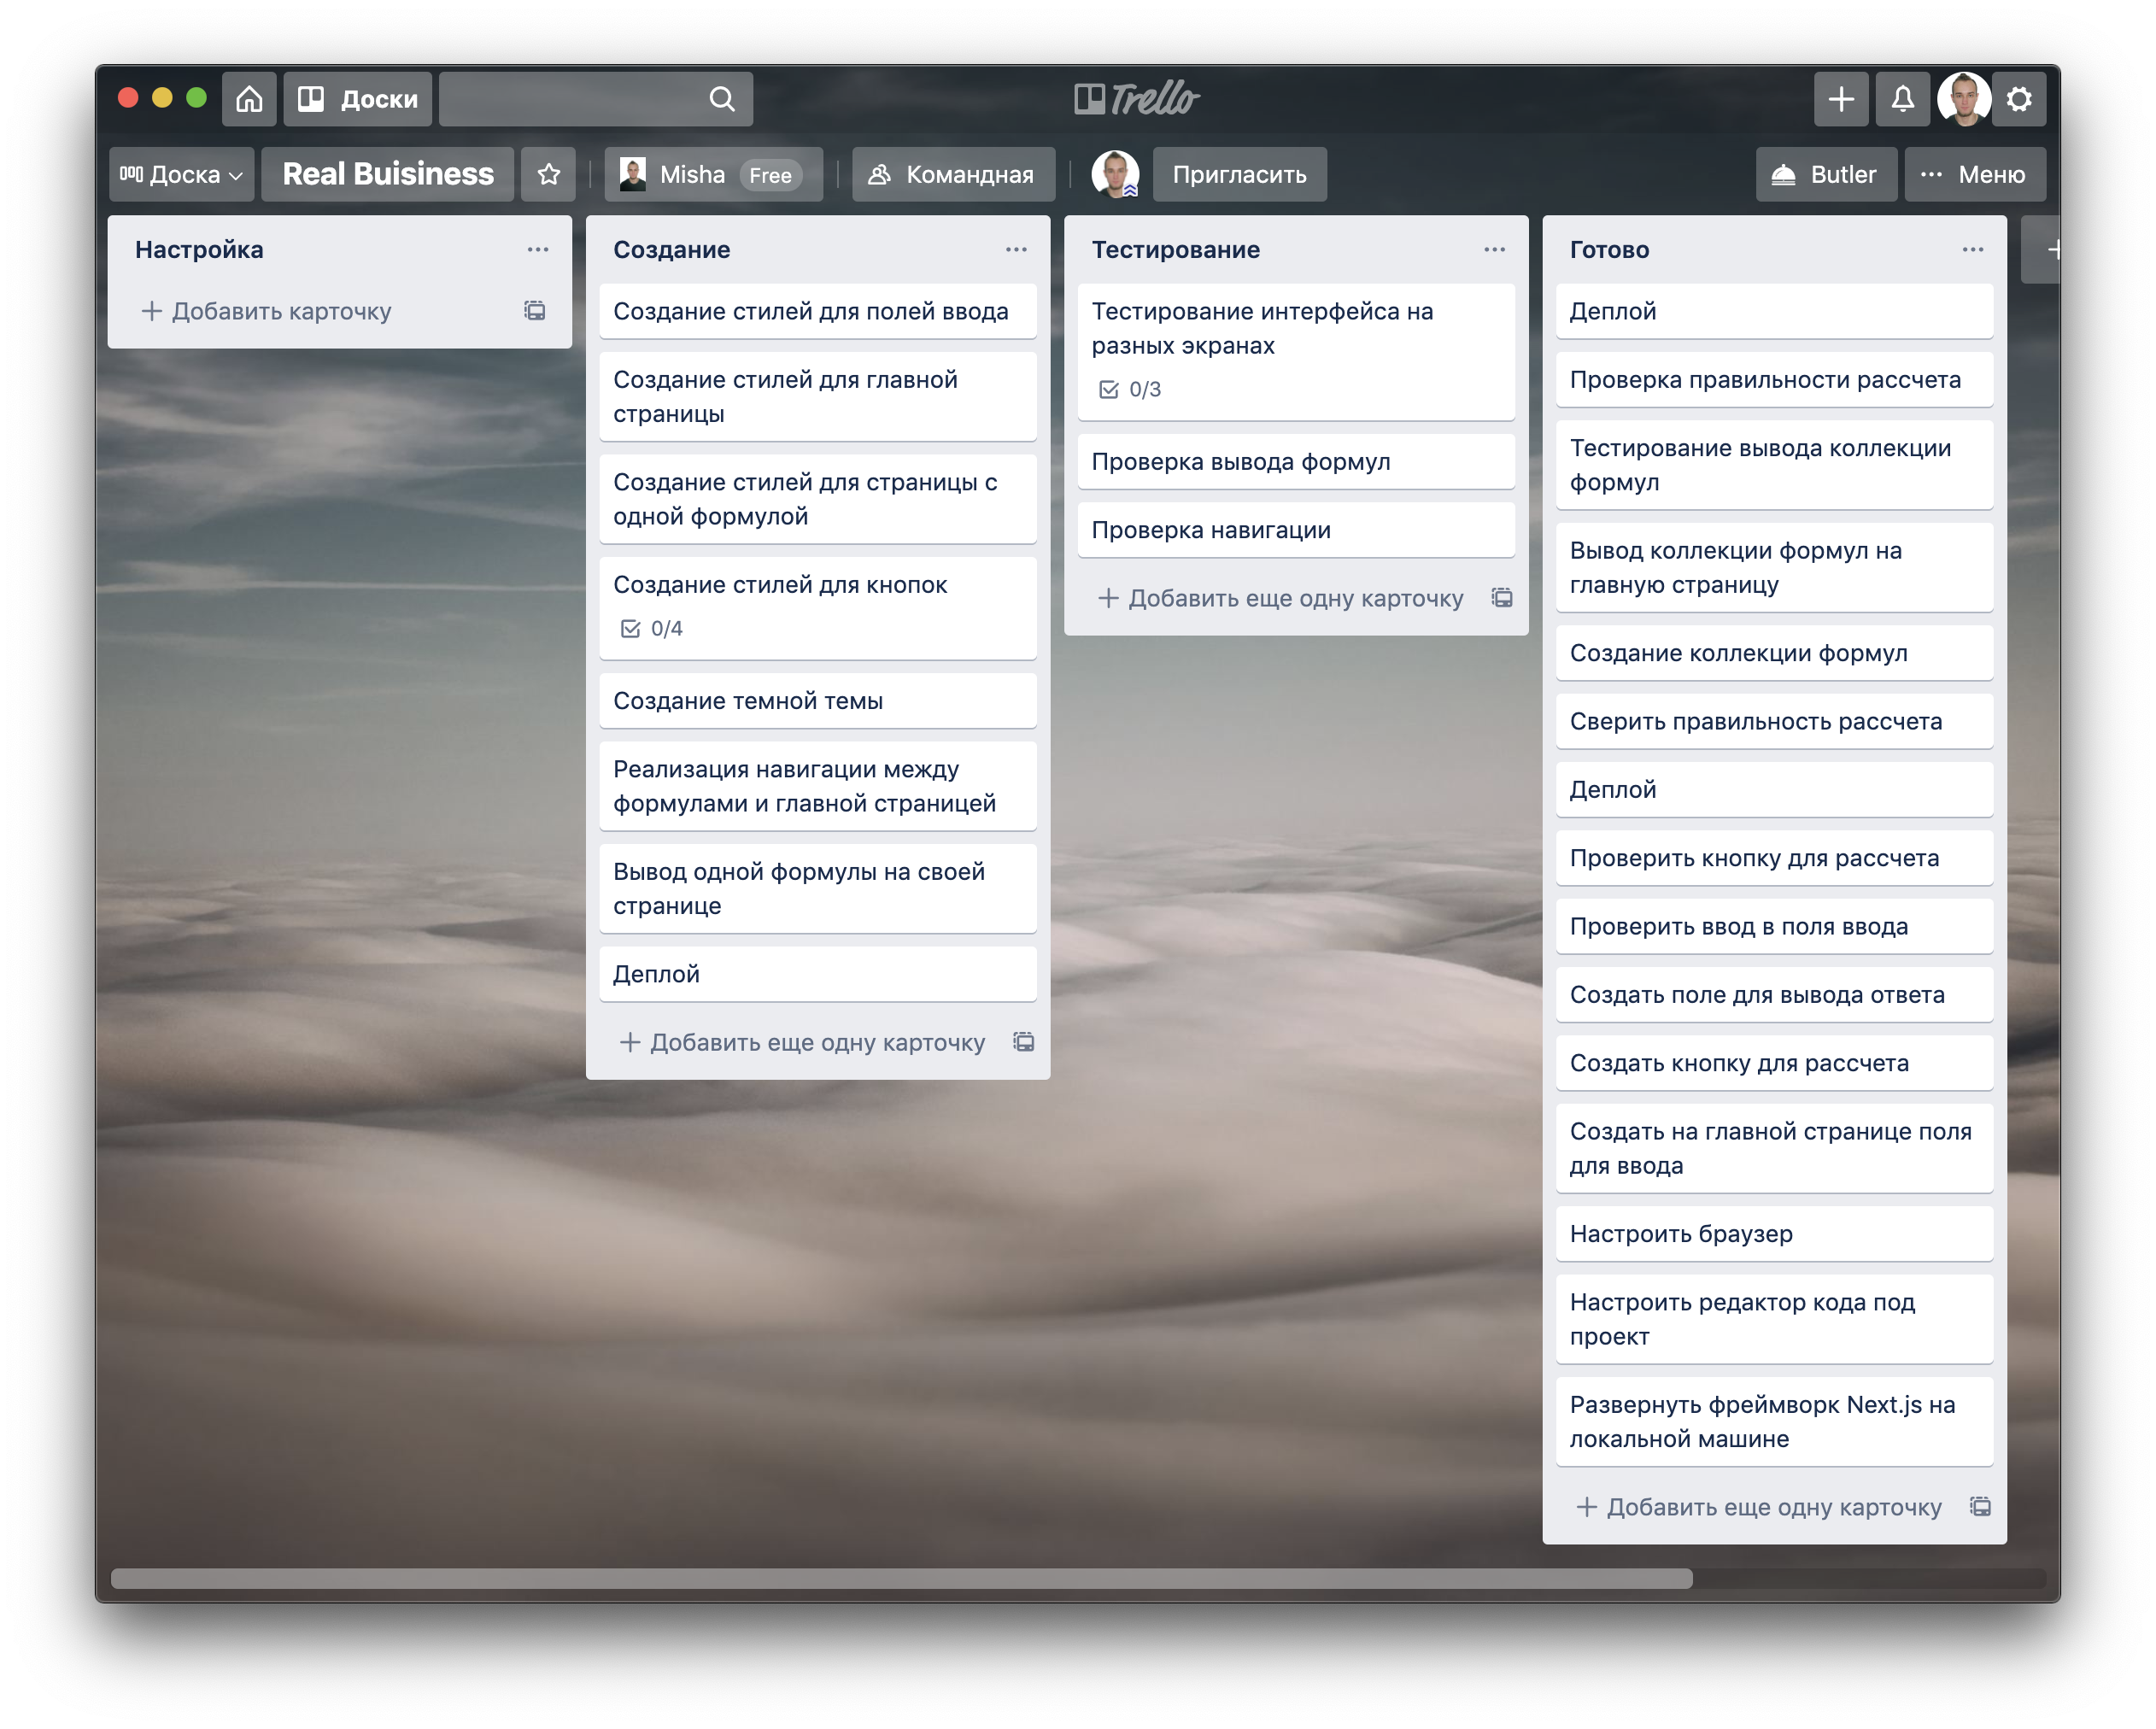 Доски
Trello
Доска
Real Buisiness
Misha Free
Командная
Пригласить
Butler
Меню
Настройка
Добавить карточку
Создание
Создание стилей для полей ввода
Создание стилей для главной
страницы
Создание стилей для страницы с
одной формулой
Создание стилей для кнопок
0/4
Создание темной темы
Реализация навигации между
формулами и главной страницей
Вывод одной формулы на своей
странице
Деплой
Добавить еще одну карточку
Тестирование
Тестирование интерфейса на
разных экранах
0/3
Проверка вывода формул
Проверка навигации
Добавить еще одну карточку
Готово
Деплой
Проверка правильности рассчета
Тестирование вывода коллекции
формул
Вывод коллекции формул на
главную страницу
Создание коллекции формул
Сверить правильность рассчета
Деплой
Проверить кнопку для рассчета
Проверить ввод в поля ввода
Создать поле для вывода ответа
Создать кнопку для рассчета
Создать на главной странице поля
для ввода
Настроить браузер
Настроить редактор кода под
проект
Развернуть фреймворк Next.js на
локальной машине
Добавить еще одну карточку